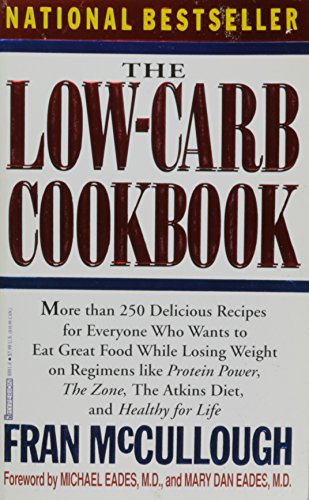 NATIONAL BESTSELLER
THE
LOW-CARB
COOKBOOK
More than 250 Delicious Recipes
for Everyone Who Wants to
Eat Great Food While Losing Weight
on Regimens like Protein Power,
The Zone, The Atkins Diet,
and Healthy for Life
FRAN McCULLOUGH
Foreword by MICHAEL EADES, M.D., and MARY DAN EADES, M.D.